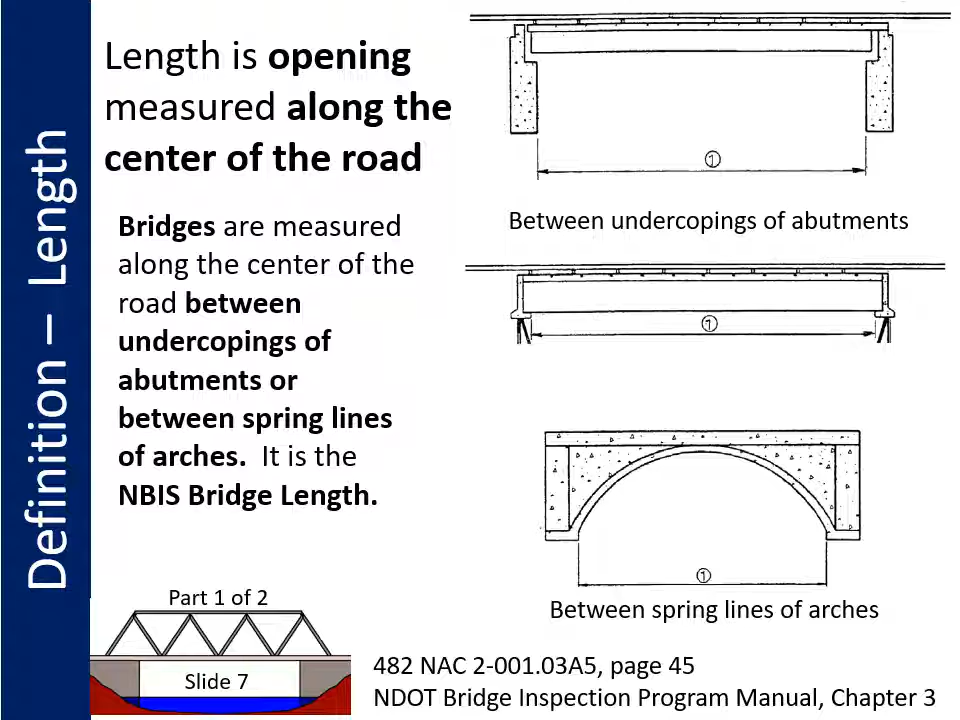 Definition – Length
Length is opening
measured along the
center of the road
Bridges are measured
along the center of the
road between
undercopings of
abutments or
between spring lines
of arches.  It is the
NBIS Bridge Length.
①
Between undercopings of abutments
①
①
Between spring lines of arches
Part 1 of 2
Slide 7
482 NAC 2-001.03A5, page 45
NDOT Bridge Inspection Program Manual, Chapter 3